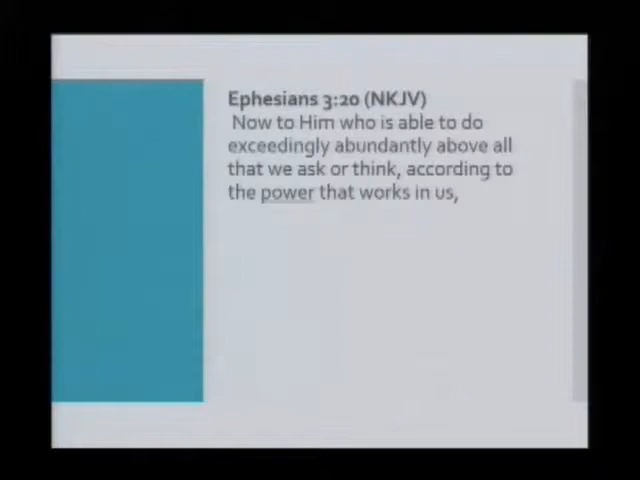 Ephesians 3:20 (NKJV)
Now to Him who is able to do
exceedingly abundantly above all
that we ask or think, according to
the power that works in us,